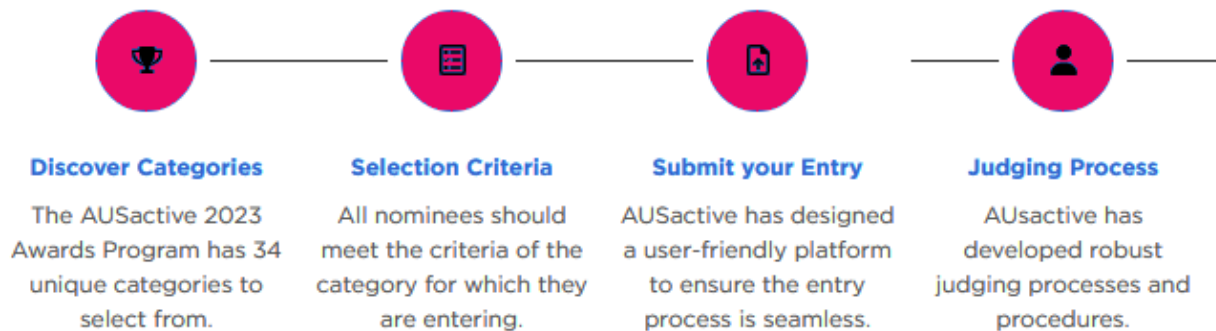 Discover Categories
The AUSactive 2023
Awards Program has 34
unique categories to
select from.
Selection Criteria
All nominees should
meet the criteria of the
category for which they
are entering.
Submit your Entry
AUSactive has designed
a user-friendly platform
to ensure the entry
process is seamless.
Judging Process
AUsactive has
developed robust
judging processes and
procedures.